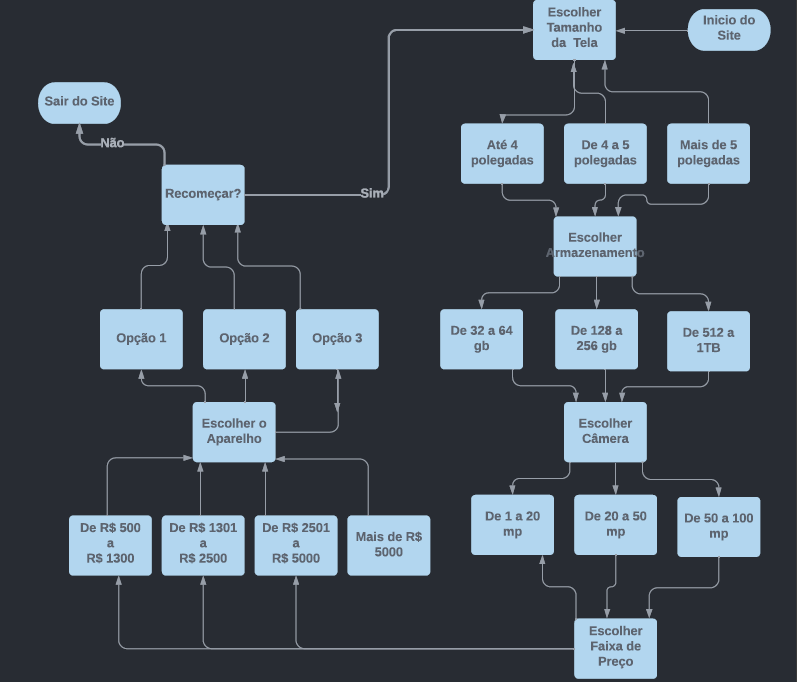 Escolher
Tamanho
da Tela
Inicio do
Site
Sair do Site
Não
Recomeçar?
Sim
Até 4
polegadas
De 4 a 5
polegadas
Mais de 5
polegadas
Escolher
Armazenamento
Opção 1
Opção 2
Opção 3
De 32 a 64
gb
De 128 a
256 gb
De 512 a
1TB
Escolher o
Aparelho
Escolher
Câmera
De R$ 500
a
R$ 1300
De R$ 1301
a
R$ 2500
De R$ 2501
a
R$ 5000
Mais de R$
5000
De 1 a 20
mp
De 20 a 50
mp
De 50 a 100
mp
Escolher
Faixa de
Preço